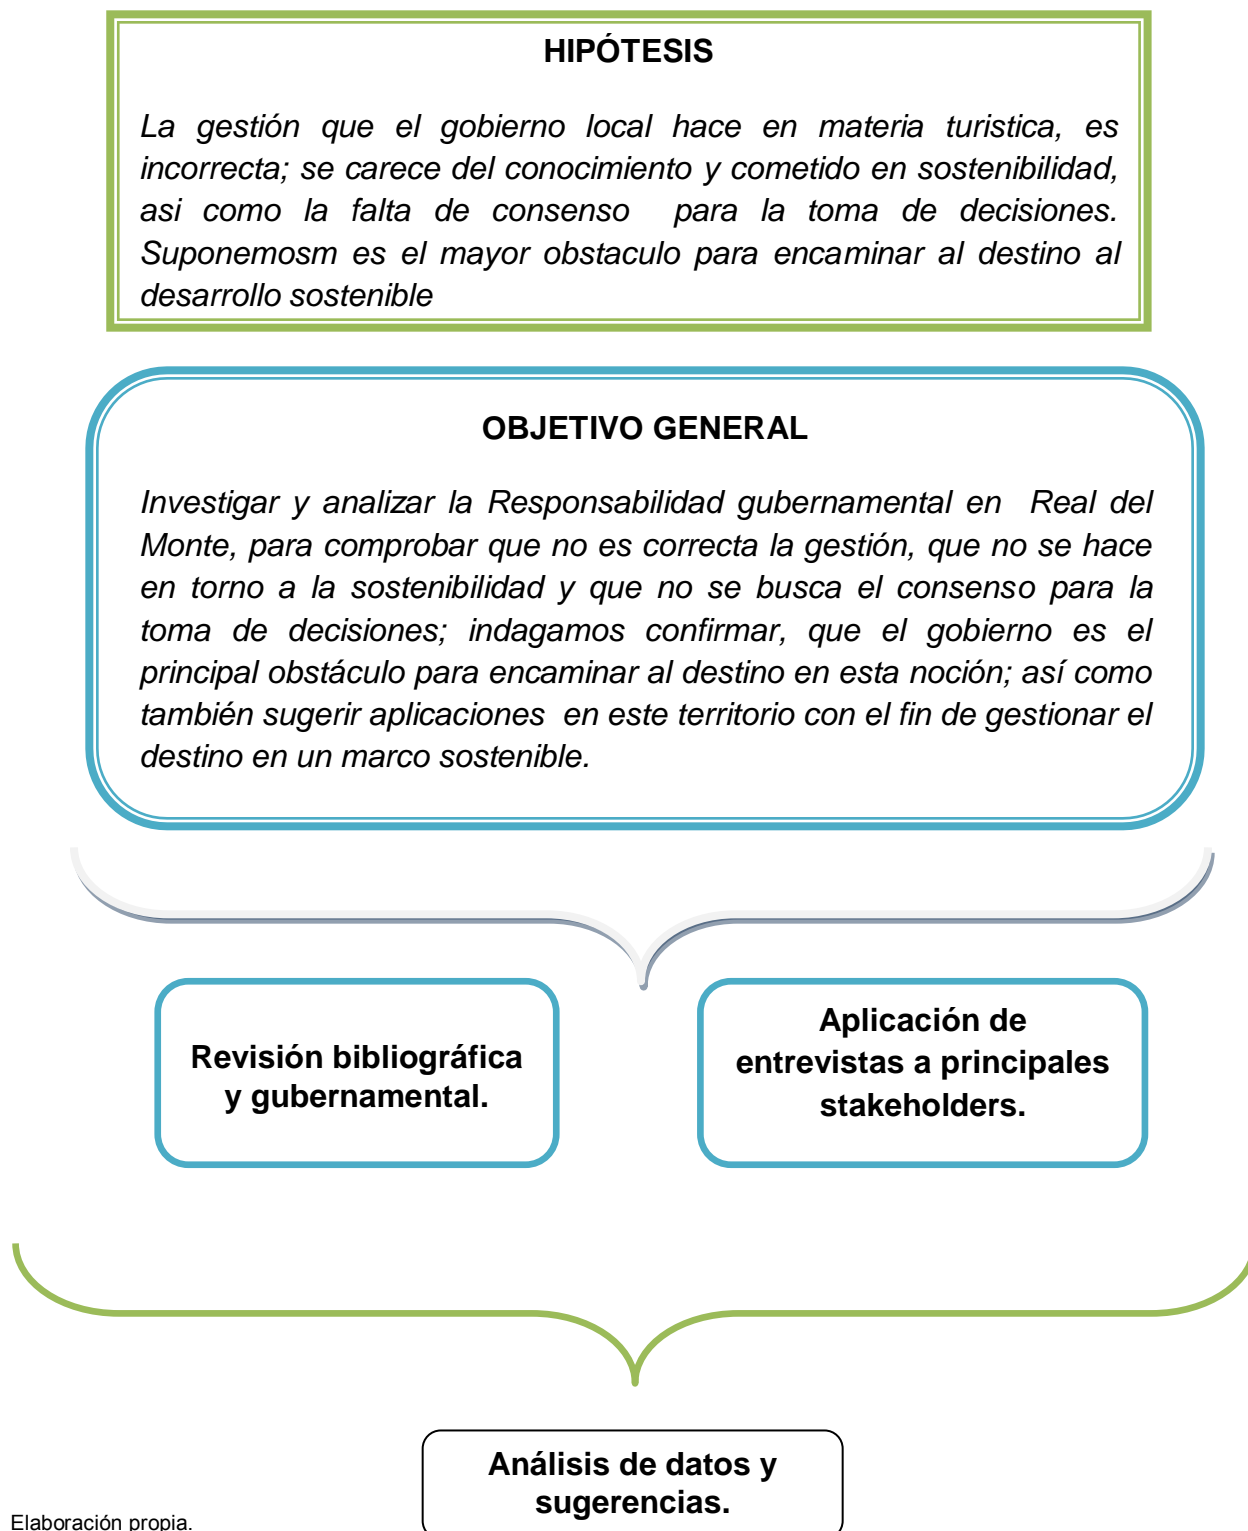 HIPÓTESIS
La gestión que el gobierno local hace en materia turistica, es
incorrecta; se carece del conocimiento y cometido en sostenibilidad,
asi como la falta de consenso para la toma de decisiones.
Suponemosm es el mayor obstaculo para encaminar al destino al
desarrollo sostenible
OBJETIVO GENERAL
Investigar y analizar la Responsabilidad gubernamental en Real del
Monte, para comprobar que no es correcta la gestión, que no se hace
en torno a la sostenibilidad y que no se busca el consenso para la
toma de decisiones; indagamos confirmar, que el gobierno es el
principal obstáculo para encaminar al destino en esta noción; así como
también sugerir aplicaciones en este territorio con el fin de gestionar el
destino en un marco sostenible.
Revisión bibliográfica
y gubernamental.
Aplicación de
entrevistas a principales
stakeholders.
Análisis de datos y
sugerencias.
Elaboración propia.